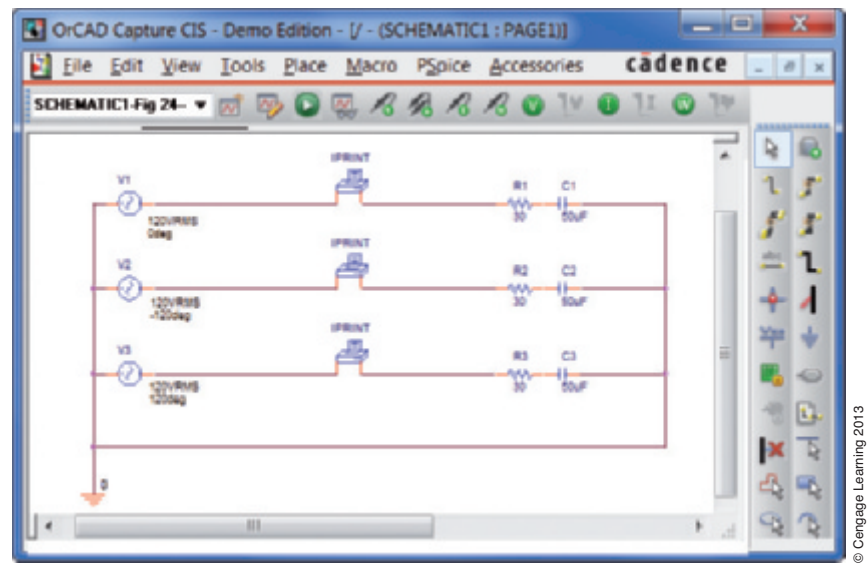 OrCAD Capture CIS - Demo Edition - [/ - (SCHEMATIC1 : PAGE1)]
File Edit View Tools Place Macro PSpice Accessories cādence
SCHEMATIC1-Fig 24--
IPRINT
V1
R1 C1
120VRMS
0deg
30 50uF
IPRINT
V2
R2 C2
120VRMS
-120deg
30 50uF
IPRINT
V3
R3 C3
120VRMS
120deg
30 50uF
0
© Cengage Learning 2013